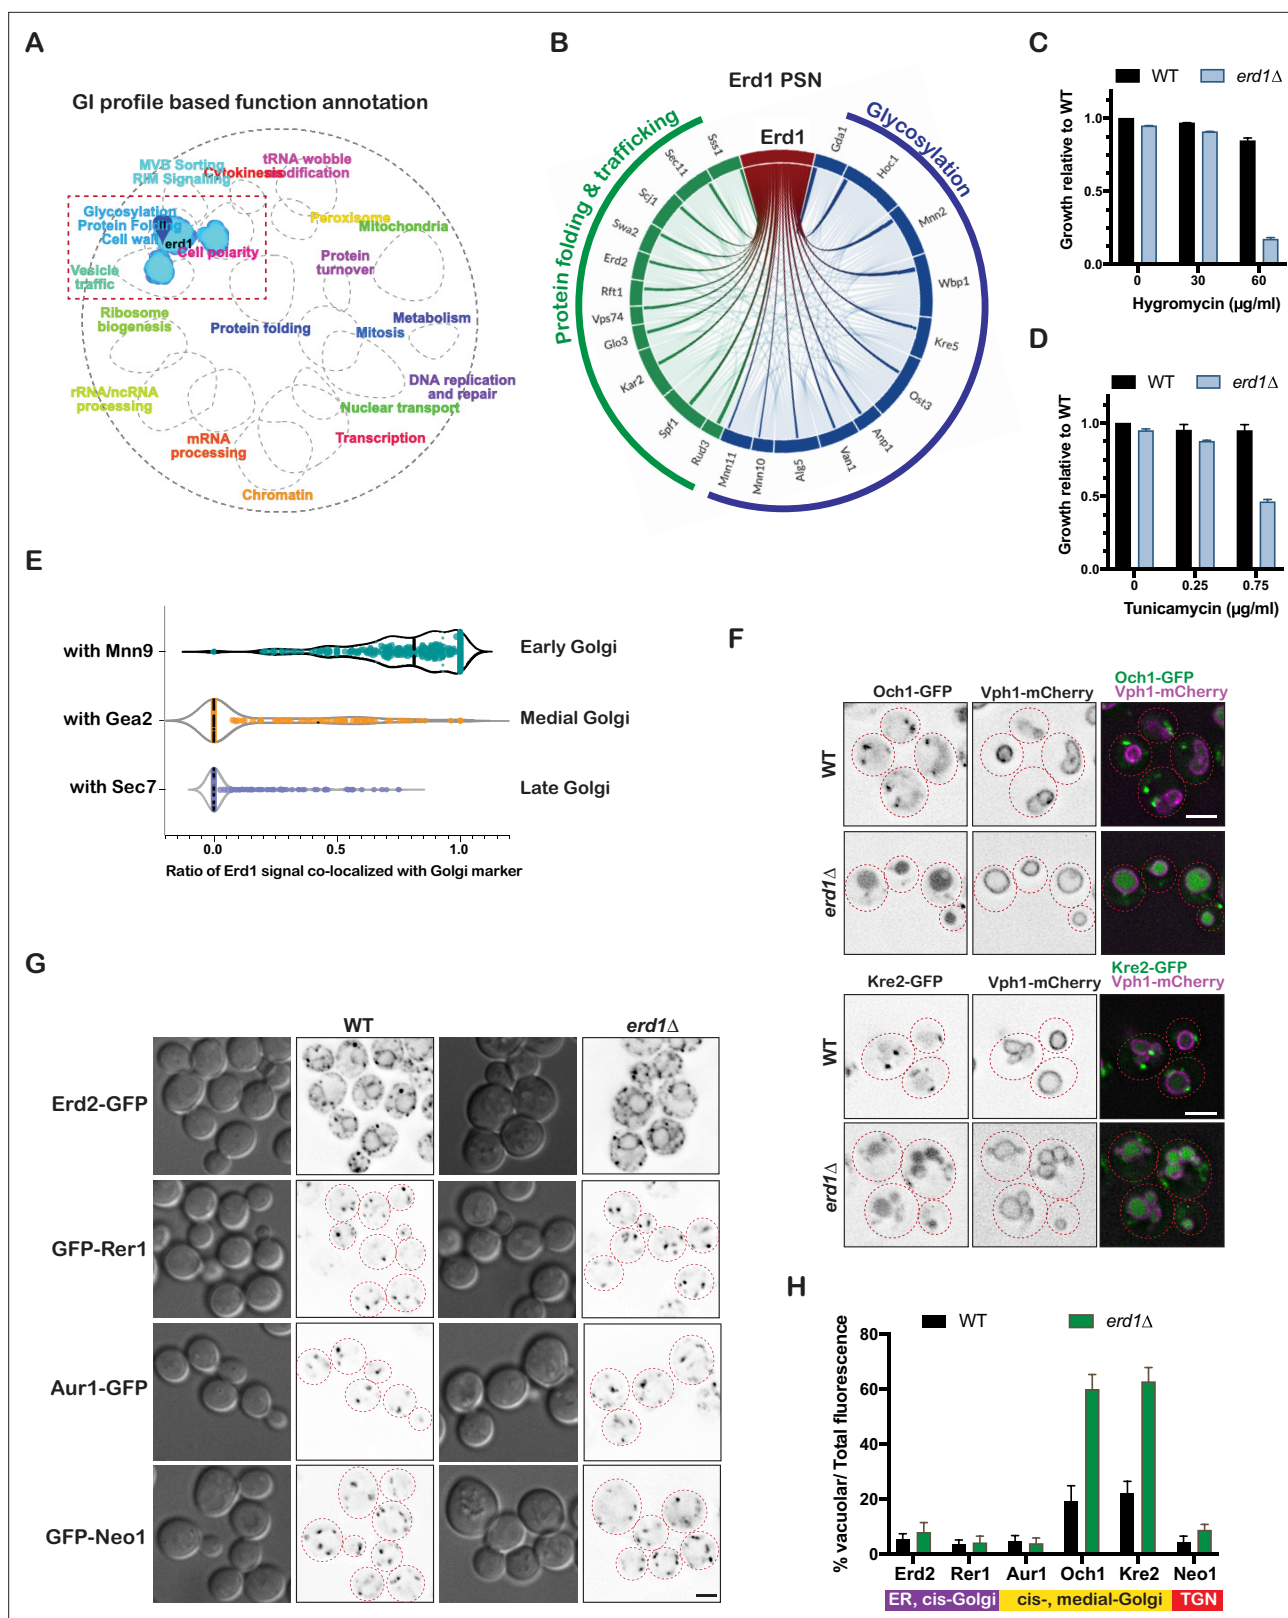 A
GI profile based function annotation
MVB Sorting
RIM Signalling
Cytokinesis
tRNA wobble
modification
Glycosylation
Protein Folding
Cell wall
erd1
Cell polarity
Peroxisome
Mitochondria
Protein
turnover
Vesicle
traffic
Ribosome
biogenesis
Protein folding
Metabolism
Mitosis
rRNA/ncRNA
processing
DNA replication
and repair
Nuclear transport
mRNA
processing
Transcription
Chromatin
B
Erd1 PSN
Protein folding & trafficking
Glycosylation
Erd1
Sss1
Sec11
Scj1
Swa2
Erd2
Rft1
Vps74
Glo3
Kar2
Spf1
Rud3
Mnn11
Mnn10
Alg5
Van1
Anp1
Ost3
Kre5
Wbp1
Mnn2
Hoc1
Gda1
C
WT
erd1Δ
Growth relative to WT
1.0
0.5
0.0
0 30 60
Hygromycin (µg/ml)
D
WT
erd1Δ
Growth relative to WT
1.0
0.5
0.0
0 0.25 0.75
Tunicamycin (µg/ml)
E
with Mnn9
Early Golgi
with Gea2
Medial Golgi
with Sec7
Late Golgi
0.0 0.5 1.0
Ratio of Erd1 signal co-localized with Golgi marker
F
Och1-GFP
Vph1-mCherry
Och1-GFP
Vph1-mCherry
WT
erd1Δ
Kre2-GFP
Vph1-mCherry
Kre2-GFP
Vph1-mCherry
WT
erd1Δ
G
WT
erd1Δ
Erd2-GFP
GFP-Rer1
Aur1-GFP
GFP-Neo1
H
WT
erd1Δ
% vacuolar/ Total fluorescence
80
60
40
20
0
Erd2 Rer1 Aur1 Och1 Kre2 Neo1
ER, cis-Golgi
cis-, medial-Golgi
TGN